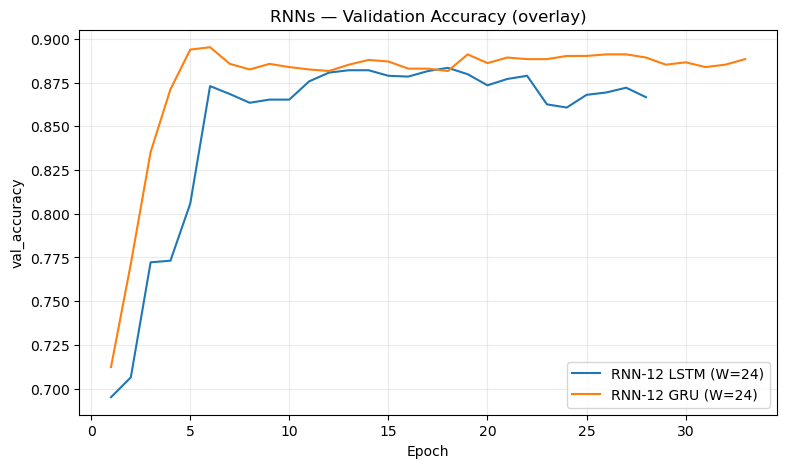 RNNs — Validation Accuracy (overlay)
0.900
0.875
0.850
0.825
0.800
0.775
0.750
0.725
0.700
val_accuracy
RNN-12 LSTM (W=24)
RNN-12 GRU (W=24)
0 5 10 15 20 25 30
Epoch